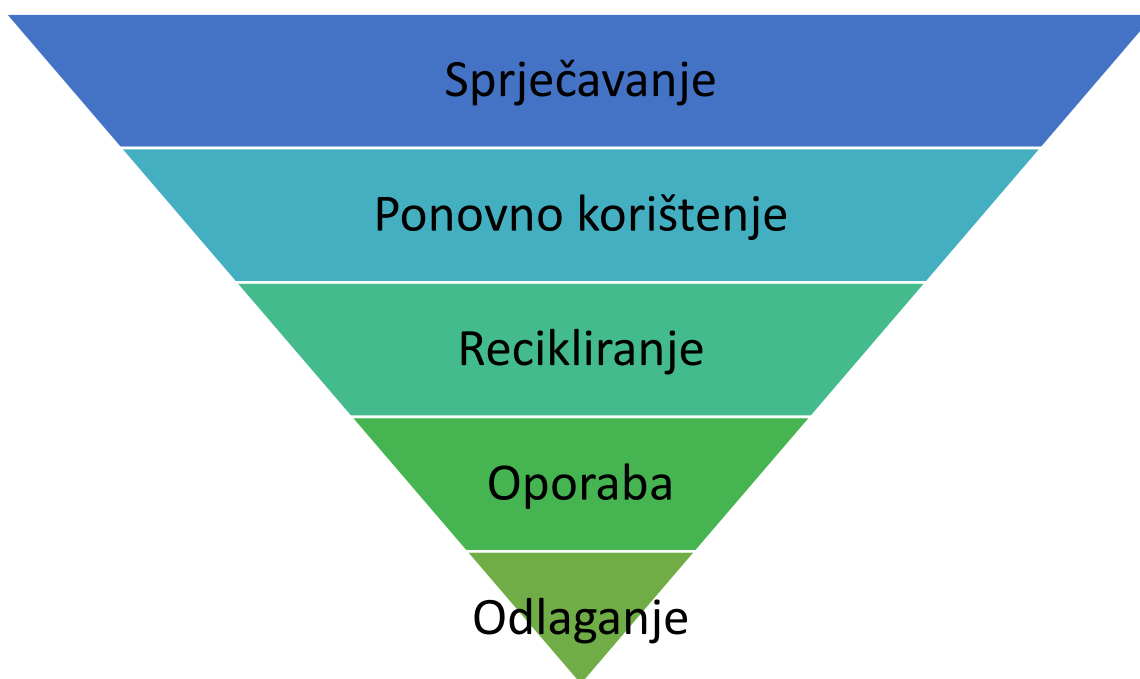 Sprječavanje
Ponovno korištenje
Recikliranje
Oporaba
Odlaganje